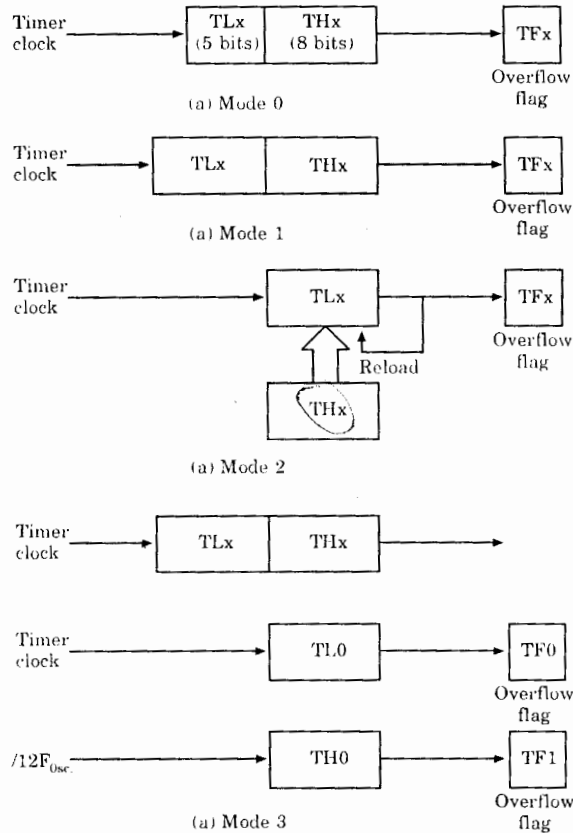 Timer
clock
TLx
(5 bits)
THx
(8 bits)
TFx
Overflow
flag
(a) Mode 0
Timer
clock
TLx
THx
TFx
Overflow
flag
(a) Mode 1
Timer
clock
TLx
TFx
Overflow
flag
Reload
THx
(a) Mode 2
Timer
clock
TLx
THx
Timer
clock
TL0
TF0
Overflow
flag
/12F0sc.
TH0
TF1
Overflow
flag
(a) Mode 3